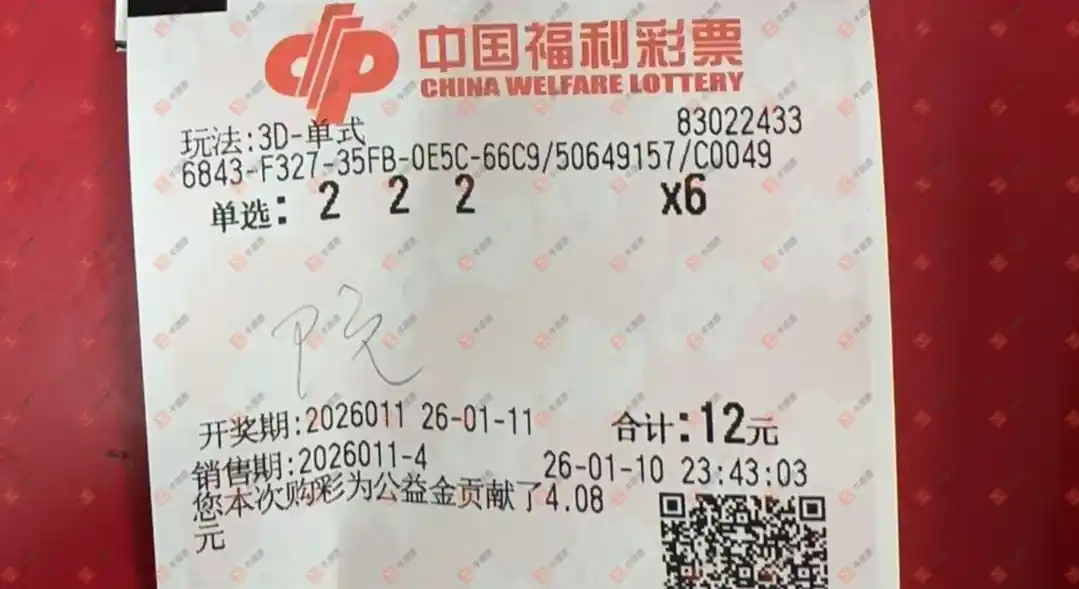 中国福利彩票
CHINA WELFARE LOTTERY
玩法:3D-单式 83022433
6843-F327-35FB-0E5C-66C9/50649157/C0049
单选: 2 2 2 x6
开奖期:2026011 26-01-11 合计:12元
销售期:2026011-4 26-01-10 23:43:03
您本次购彩为公益金贡献了4.08
元